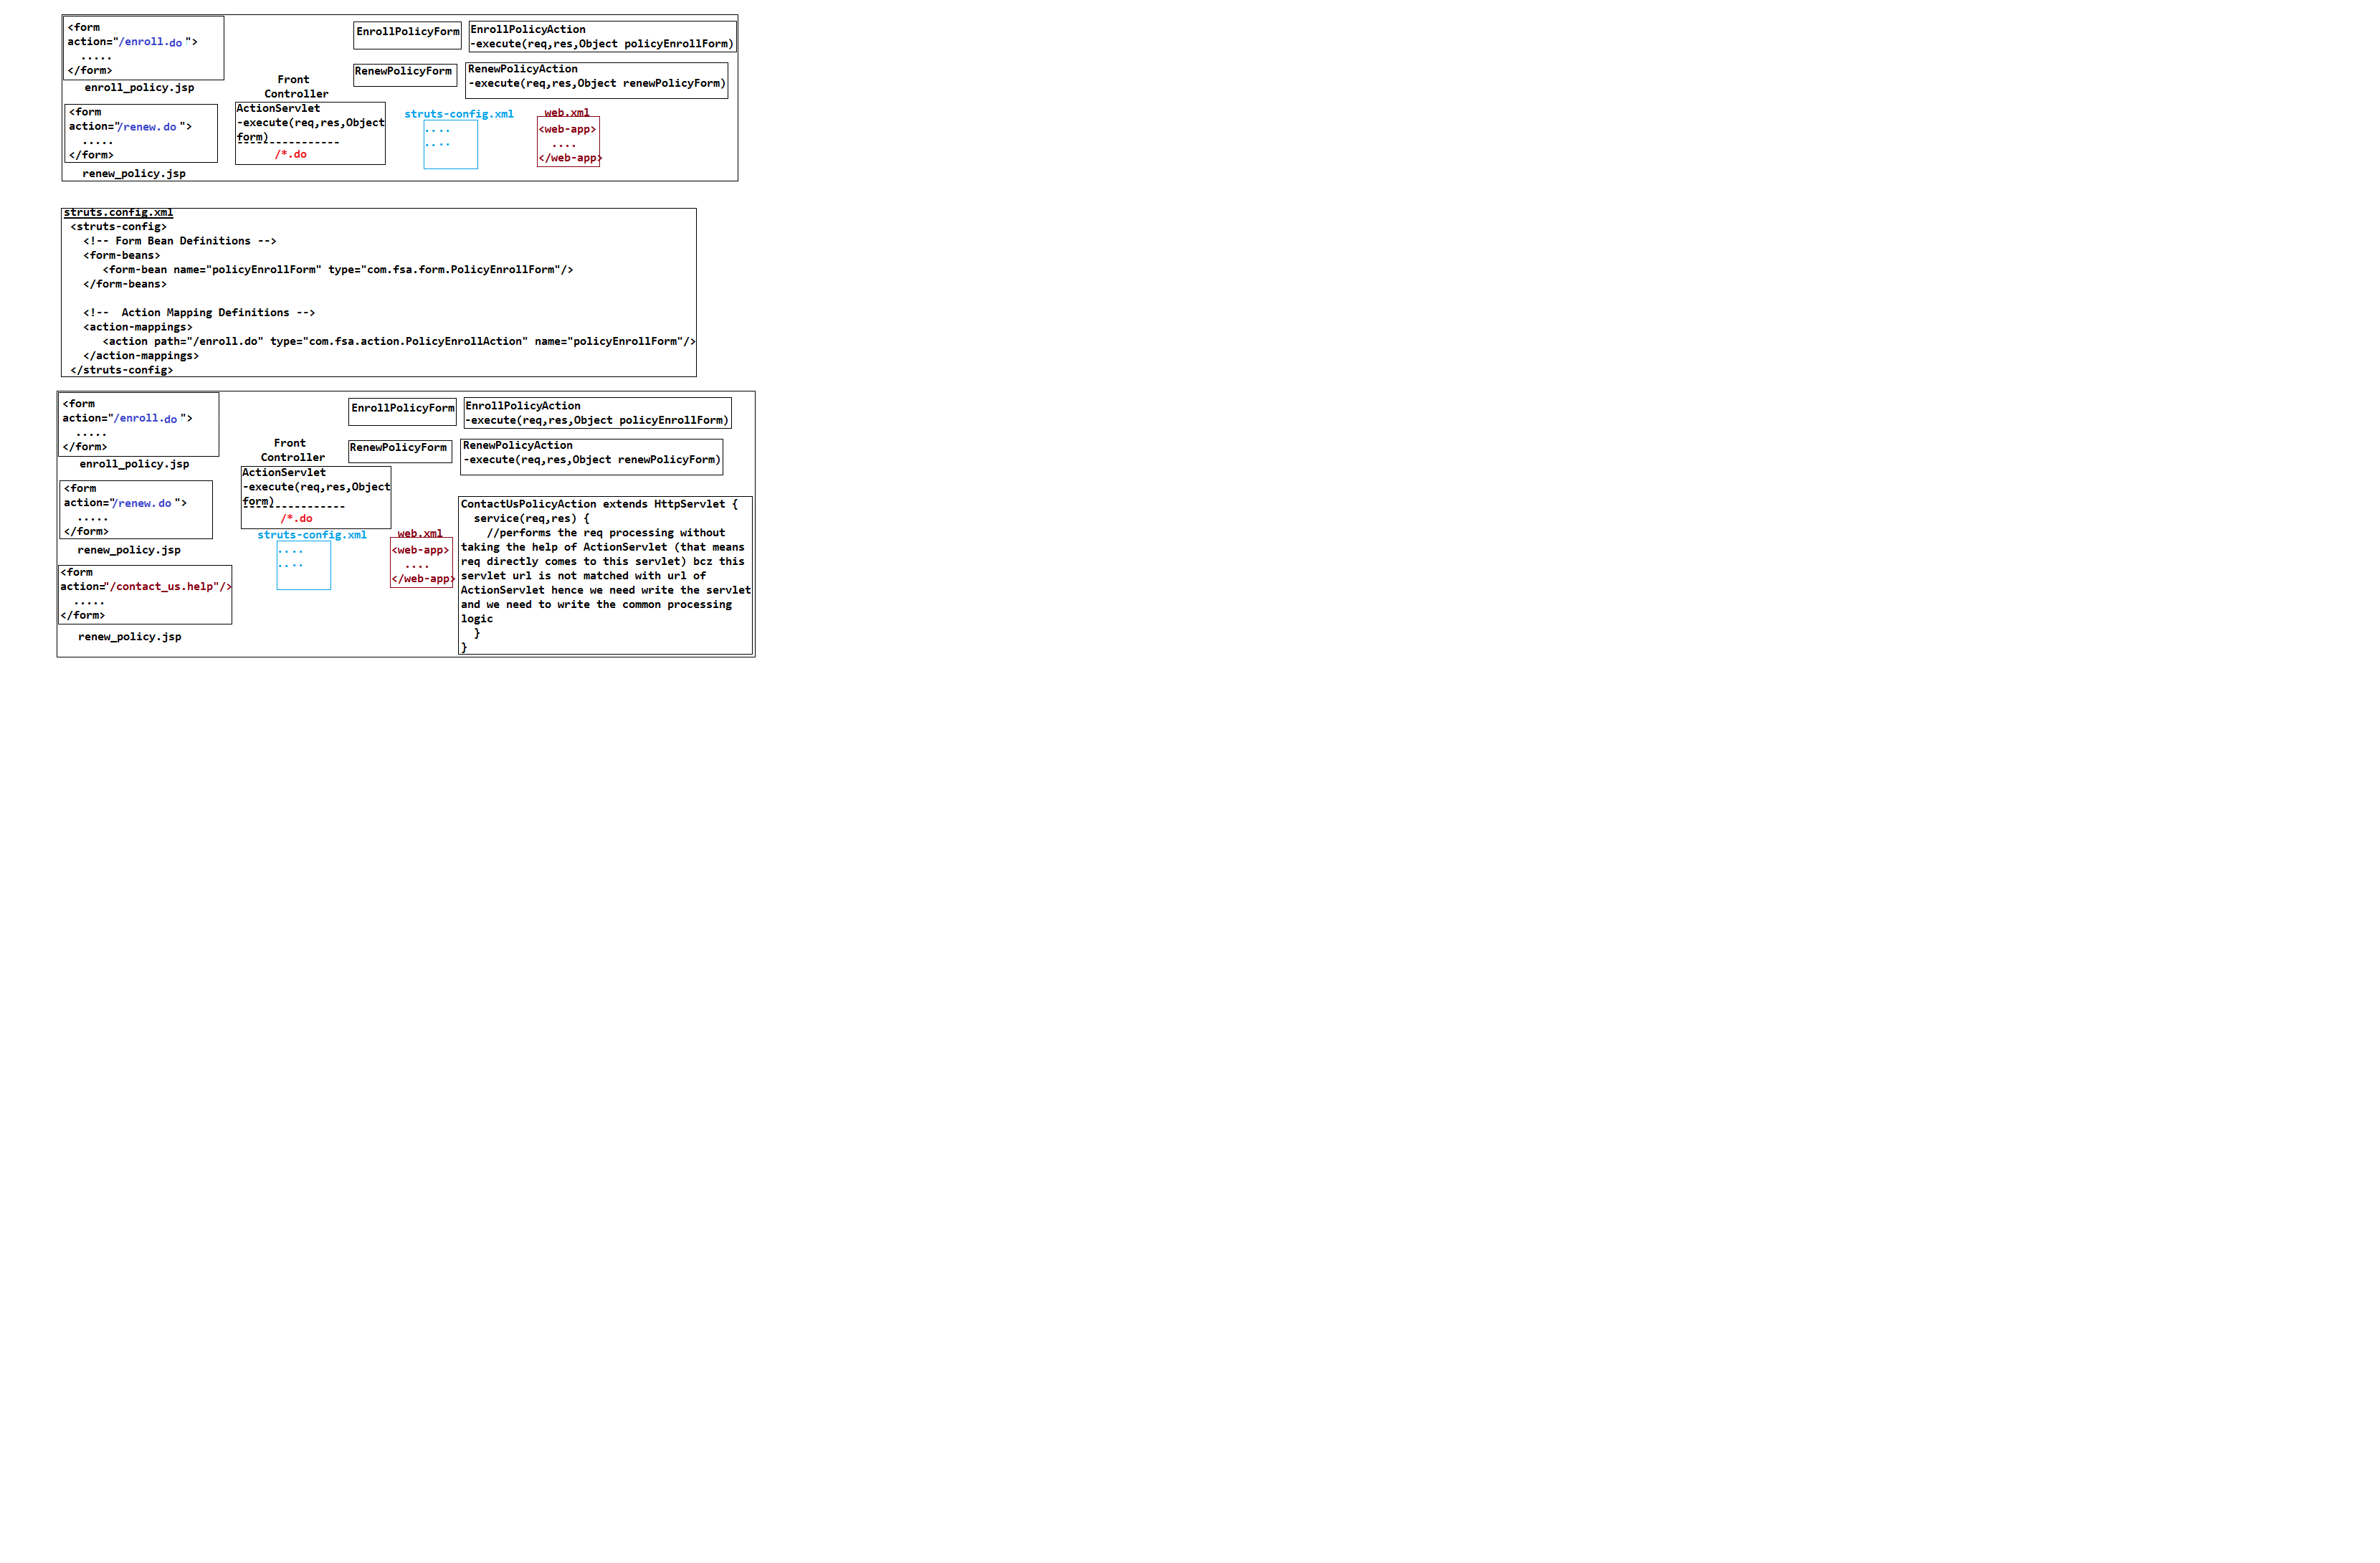 <form
action="/enroll.do ">
.....
</form>
enroll_policy.jsp
<form
action="/renew.do ">
.....
</form>
renew_policy.jsp
Front
Controller
ActionServlet
-execute(req,res,Object
form)
----------------
/*.do
EnrollPolicyForm
RenewPolicyForm
EnrollPolicyAction
-execute(req,res,Object policyEnrollForm)
RenewPolicyAction
-execute(req,res,Object renewPolicyForm)
struts-config.xml
....
....
web.xml
<web-app>
....
</web-app>
struts.config.xml
<struts-config>
<!-- Form Bean Definitions -->
<form-beans>
<form-bean name="policyEnrollForm" type="com.fsa.form.PolicyEnrollForm"/>
</form-beans>
<!--  Action Mapping Definitions -->
<action-mappings>
<action path="/enroll.do" type="com.fsa.action.PolicyEnrollAction" name="policyEnrollForm"/>
</action-mappings>
</struts-config>
<form
action="/enroll.do ">
.....
</form>
enroll_policy.jsp
<form
action="/renew.do ">
.....
</form>
renew_policy.jsp
<form
action="/contact_us.help"/>
.....
</form>
renew_policy.jsp
Front
Controller
ActionServlet
-execute(req,res,Object
form)
----------------
/*.do
struts-config.xml
....
....
web.xml
<web-app>
....
</web-app>
EnrollPolicyForm
RenewPolicyForm
EnrollPolicyAction
-execute(req,res,Object policyEnrollForm)
RenewPolicyAction
-execute(req,res,Object renewPolicyForm)
ContactUsPolicyAction extends HttpServlet {
service(req,res) {
//performs the req processing without
taking the help of ActionServlet (that means
req directly comes to this servlet) bcz this
servlet url is not matched with url of
ActionServlet hence we need write the servlet
and we need to write the common processing
logic
}
}